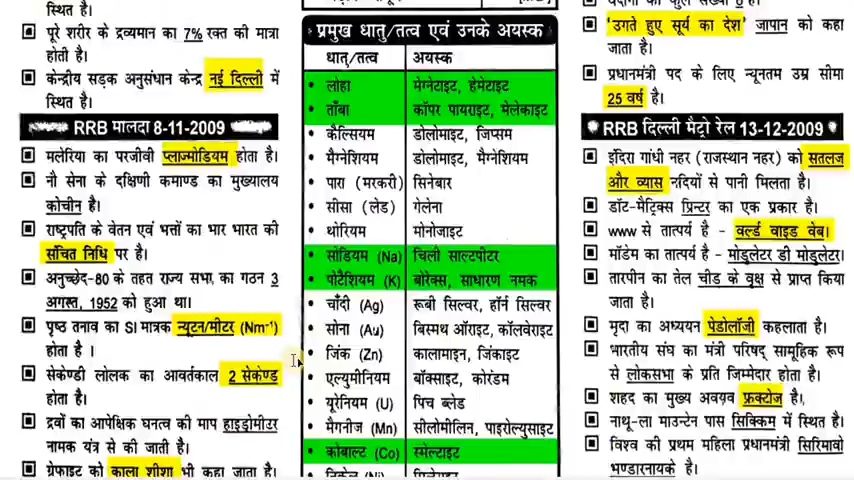 स्थित है।
पूरे शरीर के द्रव्यमान का 7% रक्त की मात्रा
होती है।
केन्द्रीय सड़क अनुसंधान केन्द्र नई दिल्ली में
स्थित है।
RRB मालदा 8-11-2009
मलेरिया का परजीवी प्लाज्मोडियम होता है।
नौ सेना के दक्षिणी कमाण्ड का मुख्यालय
कोचीन है।
राष्ट्रपति के वेतन एवं भत्तों का भार भारत की
संचित निधि पर है।
अनुच्छेद-80 के तहत राज्य सभा का गठन 3
अगस्त, 1952 को हुआ था।
पृष्ठ तनाव का SI मात्रक न्यूटन/मीटर (Nm⁻¹)
होता है ।
सेकेण्डी लोलक का आवर्तकाल 2 सेकेण्ड
होता है।
द्रवों का आपेक्षिक घनत्व की माप हाइड्रोमीटर
नामक यंत्र से की जाती है।
ग्रेफाइट को काला शीशा भी कहा जाता है।
प्रमुख धातु/तत्व एवं उनके अयस्क
धातु/तत्व अयस्क
लोहा मेग्नेटाइट, हेमेटाइट
ताँबा कॉपर पायराइट, मेलेकाइट
कैल्सियम डोलोमाइट, जिप्सम
मैग्नेशियम डोलोमाइट, मैग्नेशियम
पारा (मरकरी) सिनेबार
सीसा (लेड) गेलेना
थोरियम मोनोजाइट
सोडियम (Na) चिली साल्टपीटर
पोटैशियम (K) बोरेक्स, साधारण नमक
चाँदी (Ag) रूबी सिल्वर, हॉर्न सिल्वर
सोना (Au) बिस्मथ ऑराइट, कॉलवेराइट
जिंक (Zn) कालामाइन, जिंकाइट
एल्युमीनियम बॉक्साइट, कोरंडम
यूरेनियम (U) पिच ब्लेड
मैगनीज (Mn) सीलोमीलिन, पाइरोल्युसाइट
कोबाल्ट (Co) स्मेल्टाइट
'उगते हुए सूर्य का देश' जापान को कहा
जाता है।
प्रधानमंत्री पद के लिए न्यूनतम उम्र सीमा
25 वर्ष है।
RRB दिल्ली मैट्रो रेल 13-12-2009
इंदिरा गांधी नहर (राजस्थान नहर) को सतलज
और व्यास नदियों से पानी मिलता है।
डॉट-मैट्रिक्स प्रिन्टर का एक प्रकार है।
www से तात्पर्य है - वर्ल्ड वाइड वेब।
मॉडेम का तात्पर्य है - मोडुलेटर डी मोडुलेटर।
तारपीन का तेल चीड़ के वृक्ष से प्राप्त किया
जाता है।
मृदा का अध्ययन पेडोलॉजी कहलाता है।
भारतीय संघ का मंत्री परिषद् सामूहिक रूप
से लोकसभा के प्रति जिम्मेदार होता है।
शहद का मुख्य अवयव फ्रक्टोज है।
नाथू-ला माउन्टेन पास सिक्किम में स्थित है।
विश्व की प्रथम महिला प्रधानमंत्री सिरिमावो
भण्डारनायके है।